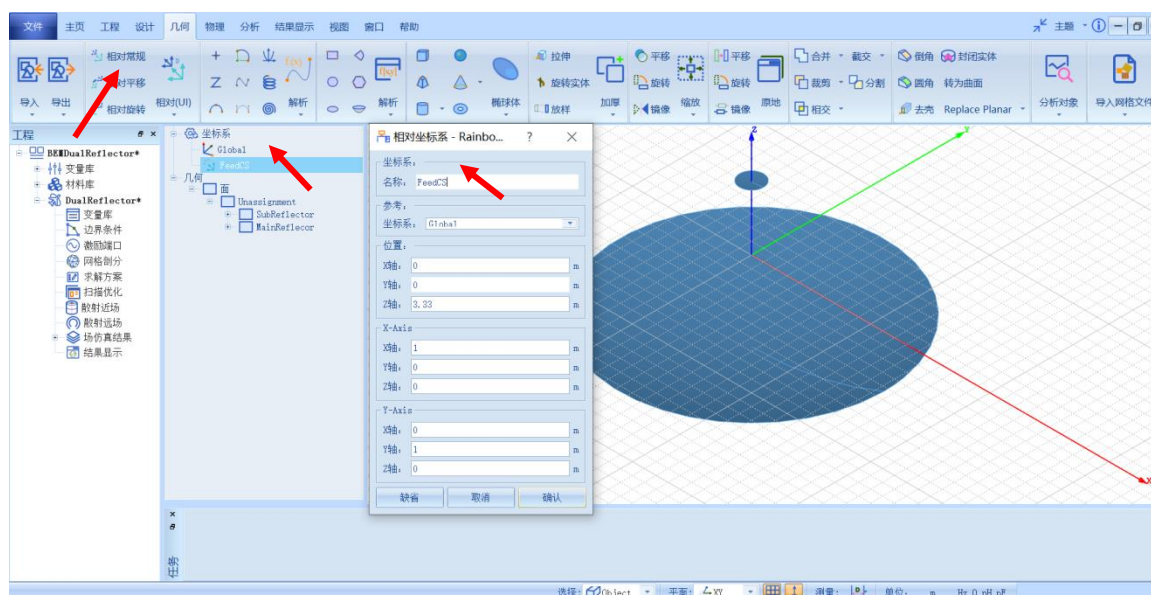 文件 主页 工程 设计 几何 物理 分析 结果显示 视图 窗口 帮助 主题
相对常规 f(x) 拉伸 平移 平移 合并 截交 倒角 封闭实体
导入 导出 相对平移 相对(UI) 解析 解析 f(x,y) 椭球体 旋转实体 加厚 旋转 缩放 旋转 原地 裁剪 分割 圆角 转为曲面 分析对象 导入网格文件
相对旋转 放样 镜像 镜像 相交 去壳 Replace Planar
工程
BEMDualReflector*
变量库
材料库
DualReflector*
变量库
边界条件
激励端口
网格剖分
求解方案
扫描优化
散射近场
散射远场
场仿真结果
结果显示
坐标系
Global
FeedCS
几何
面
Unassignment
SubReflector
MainReflecor
相对坐标系 - Rainbo... ? ×
坐标系:
名称: FeedCS
参考:
坐标系: Global
位置:
X轴: 0 m
Y轴: 0 m
Z轴: 3.33 m
X-Axis
X轴: 1 m
Y轴: 0 m
Z轴: 0 m
Y-Axis
X轴: 0 m
Y轴: 1 m
Z轴: 0 m
缺省 取消 确认
Z
Y
X
任务
选择: Object 平面: XY 测量: 单位: m Hz Ω nH pF